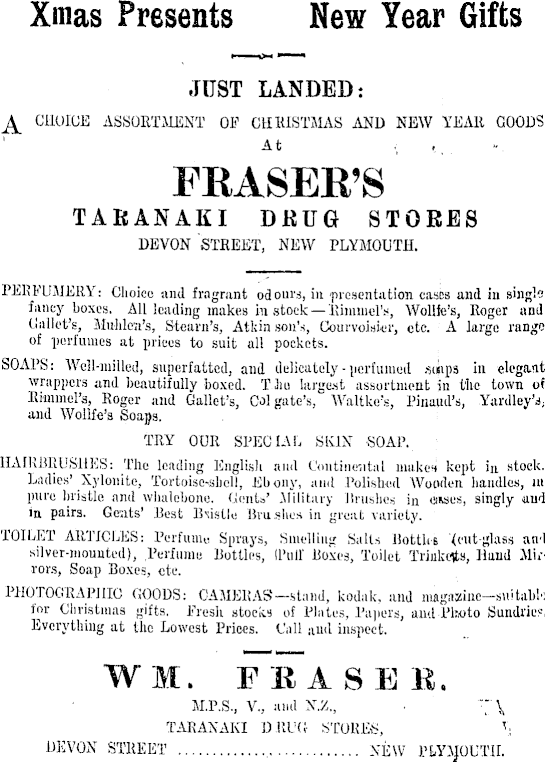 Xmas Presents New Year Gifts
JUST LANDED:
A CHOICE ASSORTMENT OF CHRISTMAS AND NEW YEAR GOODS
At
FRASER'S
TARANAKI DRUG STORES
DEVON STREET, NEW PLYMOUTH.
PERFUMERY: Choice and fragrant odours, in presentation cases and in single
fancy boxes. All leading makes in stock—Rimmel's, Wollfe's, Roger and
Gallet's, Muhlen's, Stearn's, Atkinson's, Courvoisier, etc. A large range
of perfumes at prices to suit all pockets.
SOAPS: Well-milled, superfatted, and delicately-perfumed soaps in elegant
wrappers and beautifully boxed. The largest assortment in the town of
Rimmel's, Roger and Gallet's, Colgate's, Waltke's, Pinaud's, Yardley's,
and Wollfe's Soaps.
TRY OUR SPECIAL SKIN SOAP.
HAIRBRUSHES: The leading English and Continental makes kept in stock.
Ladies' Xylonite, Tortoise-shell, Ebony, and Polished Wooden handles, in
pure bristle and whalebone. Gents' Military Brushes in cases, singly and
in pairs. Gents' Best Bristle Brushes in great variety.
TOILET ARTICLES: Perfume Sprays, Smelling Salts Bottles (cut-glass and
silver-mounted), Perfume Bottles, Puff Boxes, Toilet Trinkets, Hand Mir-
rors, Soap Boxes, etc.
PHOTOGRAPHIC GOODS: CAMERAS—stand, kodak, and magazine—suitable
for Christmas gifts. Fresh stocks of Plates, Papers, and Photo Sundries.
Everything at the Lowest Prices. Call and inspect.
WM. FRASER.
M.P.S., V., and N.Z.,
TARANAKI DRUG STORES,
DEVON STREET .......................... NEW PLYMOUTH.